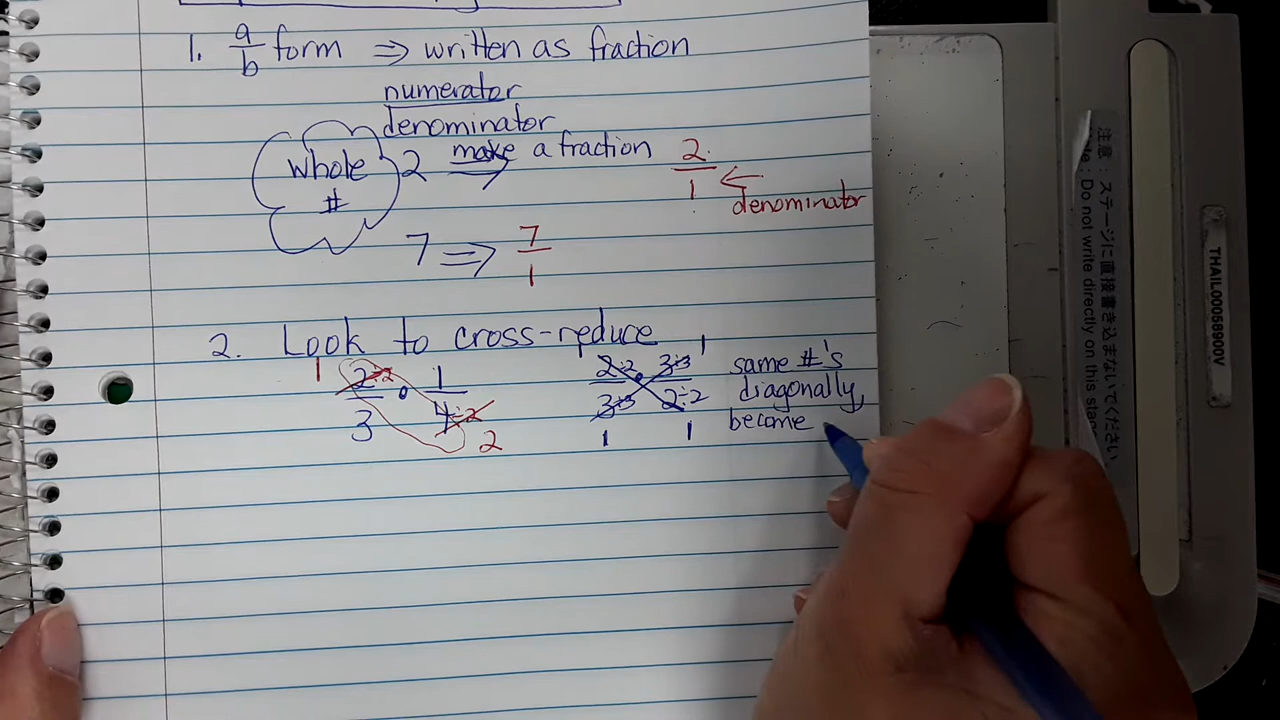 1. a/b form ⇒ written as fraction
numerator
denominator
whole # 2 make a fraction 2/1 ← denominator
7 ⇒ 7/1
2. Look to cross-reduce
1 2÷2/3 · 1/4÷2 2
2÷2/3÷3 · 3÷3/2÷2 1 1 1
same #'s
diagonally,
become
注意：ステージに直接書き込まないでください
Do not write directly on this stage
THAIL00058900V